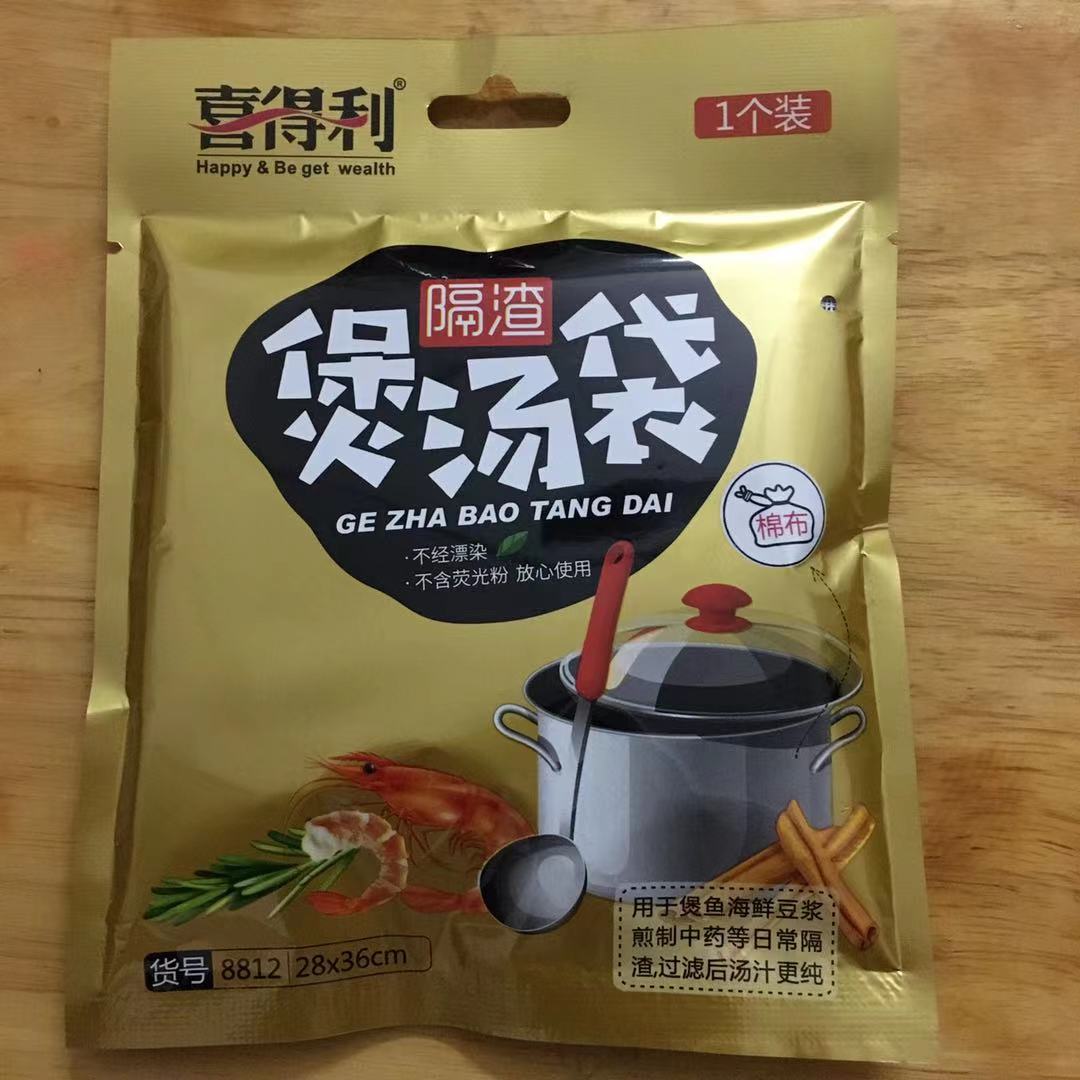 喜得利®
Happy & Be get wealth
1个装
隔渣
煲汤袋
GE ZHA BAO TANG DAI
·不经漂染
·不含荧光粉 放心使用
棉布
用于煲鱼海鲜豆浆
煎制中药等日常隔
渣,过滤后汤汁更纯
货号 8812 28x36cm